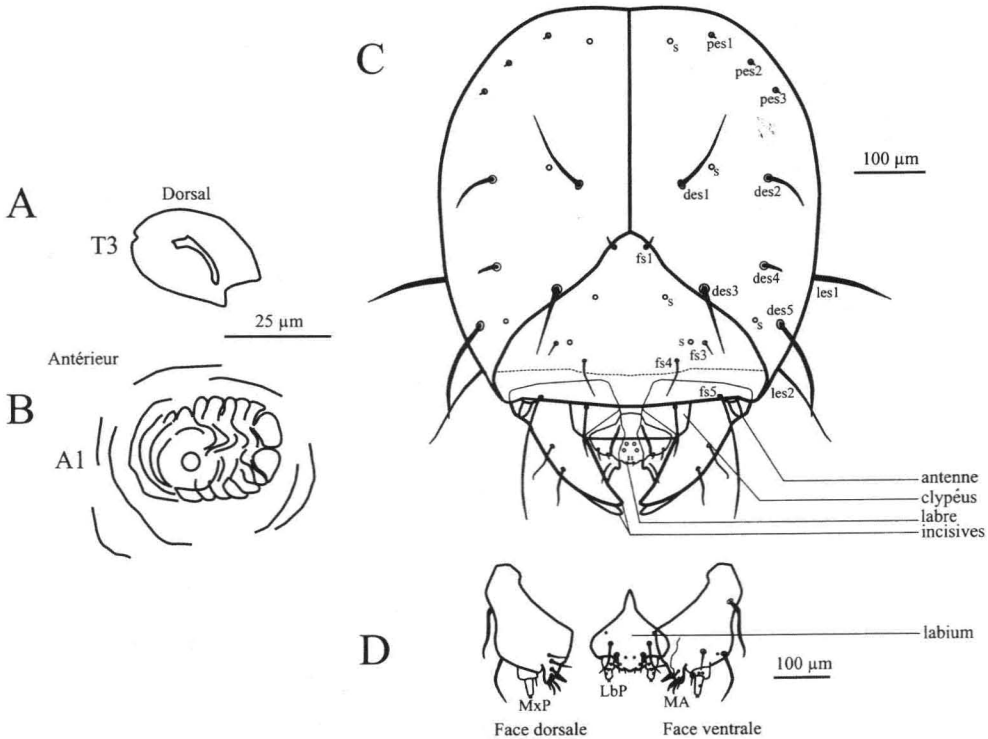 C
s
pes1
pes2
pes3
100 µm
s
des1
des2
A
Dorsal
T3
fs1
des4
s
des3
les1
25 µm
des5
s
s
fs3
Antérieur
fs4
fs5
les2
B
A1
antenne
clypéus
labre
incisives
D
labium
100 µm
MxP
LbP
MA
Face dorsale
Face ventrale